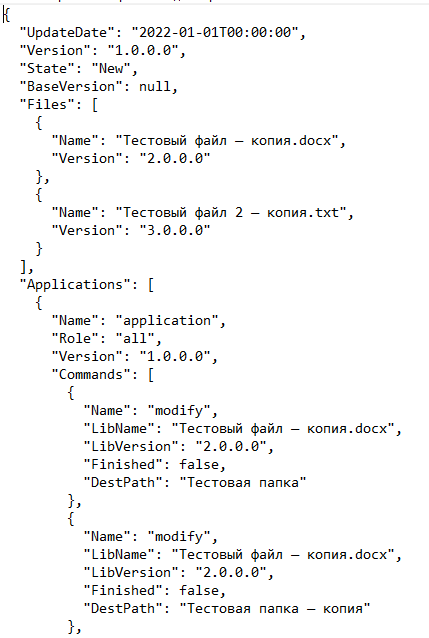 {
  "UpdateDate": "2022-01-01T00:00:00",
  "Version": "1.0.0.0",
  "State": "New",
  "BaseVersion": null,
  "Files": [
    {
      "Name": "Тестовый файл — копия.docx",
      "Version": "2.0.0.0"
    },
    {
      "Name": "Тестовый файл 2 — копия.txt",
      "Version": "3.0.0.0"
    }
  ],
  "Applications": [
    {
      "Name": "application",
      "Role": "all",
      "Version": "1.0.0.0",
      "Commands": [
        {
          "Name": "modify",
          "LibName": "Тестовый файл — копия.docx",
          "LibVersion": "2.0.0.0",
          "Finished": false,
          "DestPath": "Тестовая папка"
        },
        {
          "Name": "modify",
          "LibName": "Тестовый файл — копия.docx",
          "LibVersion": "2.0.0.0",
          "Finished": false,
          "DestPath": "Тестовая папка — копия"
        },